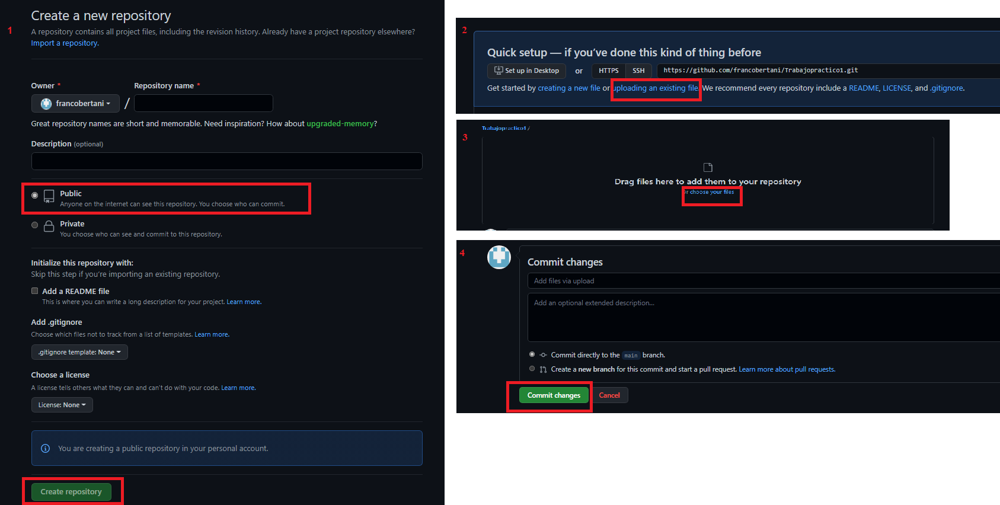 1
Create a new repository
A repository contains all project files, including the revision history. Already have a project repository elsewhere?
Import a repository.
Owner *
Repository name *
francobertani
/
Great repository names are short and memorable. Need inspiration? How about upgraded-memory?
Description (optional)
Public
Anyone on the internet can see this repository. You choose who can commit.
Private
You choose who can see and commit to this repository.
Initialize this repository with:
Skip this step if you're importing an existing repository.
Add a README file
This is where you can write a long description for your project. Learn more.
Add .gitignore
Choose which files not to track from a list of templates. Learn more.
.gitignore template: None
Choose a license
A license tells others what they can and can't do with your code. Learn more.
License: None
You are creating a public repository in your personal account.
Create repository
2
Quick setup — if you've done this kind of thing before
Set up in Desktop or HTTPS SSH https://github.com/francobertani/Trabajopractico1.git
Get started by creating a new file or uploading an existing file. We recommend every repository include a README, LICENSE, and .gitignore.
3
Trabajopractico1 /
Drag files here to add them to your repository
Or choose your files
4
Commit changes
Add files via upload
Add an optional extended description...
Commit directly to the main branch.
Create a new branch for this commit and start a pull request. Learn more about pull requests.
Commit changes
Cancel